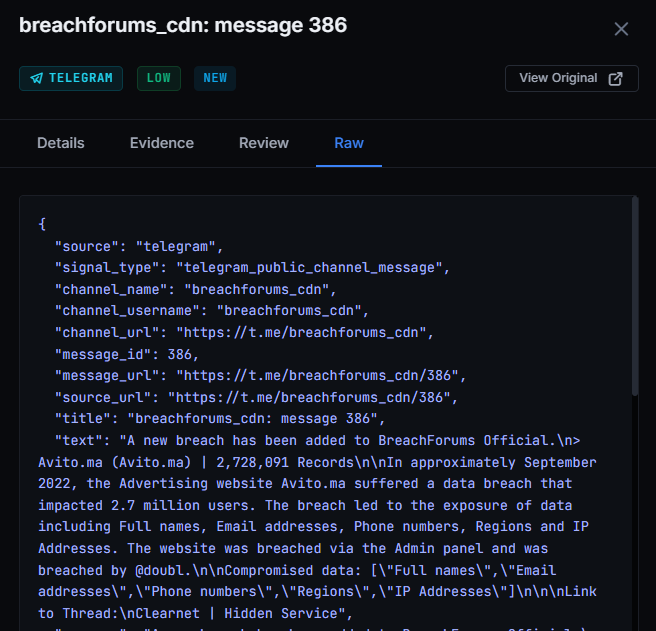 breachforums_cdn: message 386
TELEGRAM
LOW
NEW
View Original
Details
Evidence
Review
Raw
{
"source": "telegram",
"signal_type": "telegram_public_channel_message",
"channel_name": "breachforums_cdn",
"channel_username": "breachforums_cdn",
"channel_url": "https://t.me/breachforums_cdn",
"message_id": 386,
"message_url": "https://t.me/breachforums_cdn/386",
"source_url": "https://t.me/breachforums_cdn/386",
"title": "breachforums_cdn: message 386",
"text": "A new breach has been added to BreachForums Official.\n>
Avito.ma (Avito.ma) | 2,728,091 Records\n\nIn approximately September
2022, the Advertising website Avito.ma suffered a data breach that
impacted 2.7 million users. The breach led to the exposure of data
including Full names, Email addresses, Phone numbers, Regions and IP
Addresses. The website was breached via the Admin panel and was
breached by @doubl.\n\nCompromised data: [\"Full names\",\"Email
addresses\",\"Phone numbers\",\"Regions\",\"IP Addresses\"]\n\n\nLink
to Thread:\nClearnet | Hidden Service",